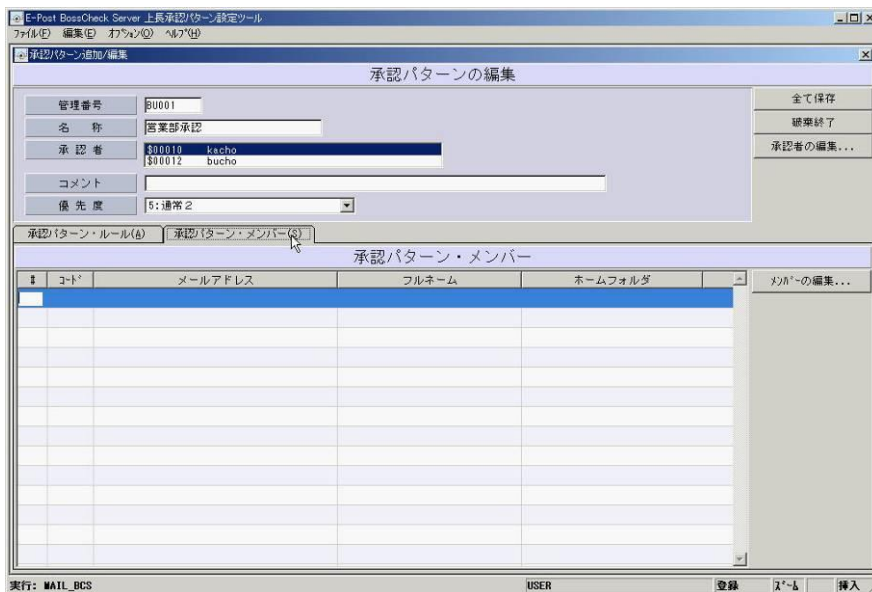 E-Post BossCheck Server 上長承認パターン設定ツール
ファイル(F) 編集(E) オプション(O) ヘルプ(H)
承認パターン追加/編集
承認パターンの編集
管理番号 BU001
名 称 営業部承認
承 認 者 $00010 kacho
$00012 bucho
コメント
優 先 度 5:通常2
全て保存
破棄終了
承認者の編集...
承認パターン・ルール(A) 承認パターン・メンバー(S)
承認パターン・メンバー
# コード メールアドレス フルネーム ホームフォルダ
メンバーの編集...
実行: MAIL_BCS USER 登録 ズーム 挿入